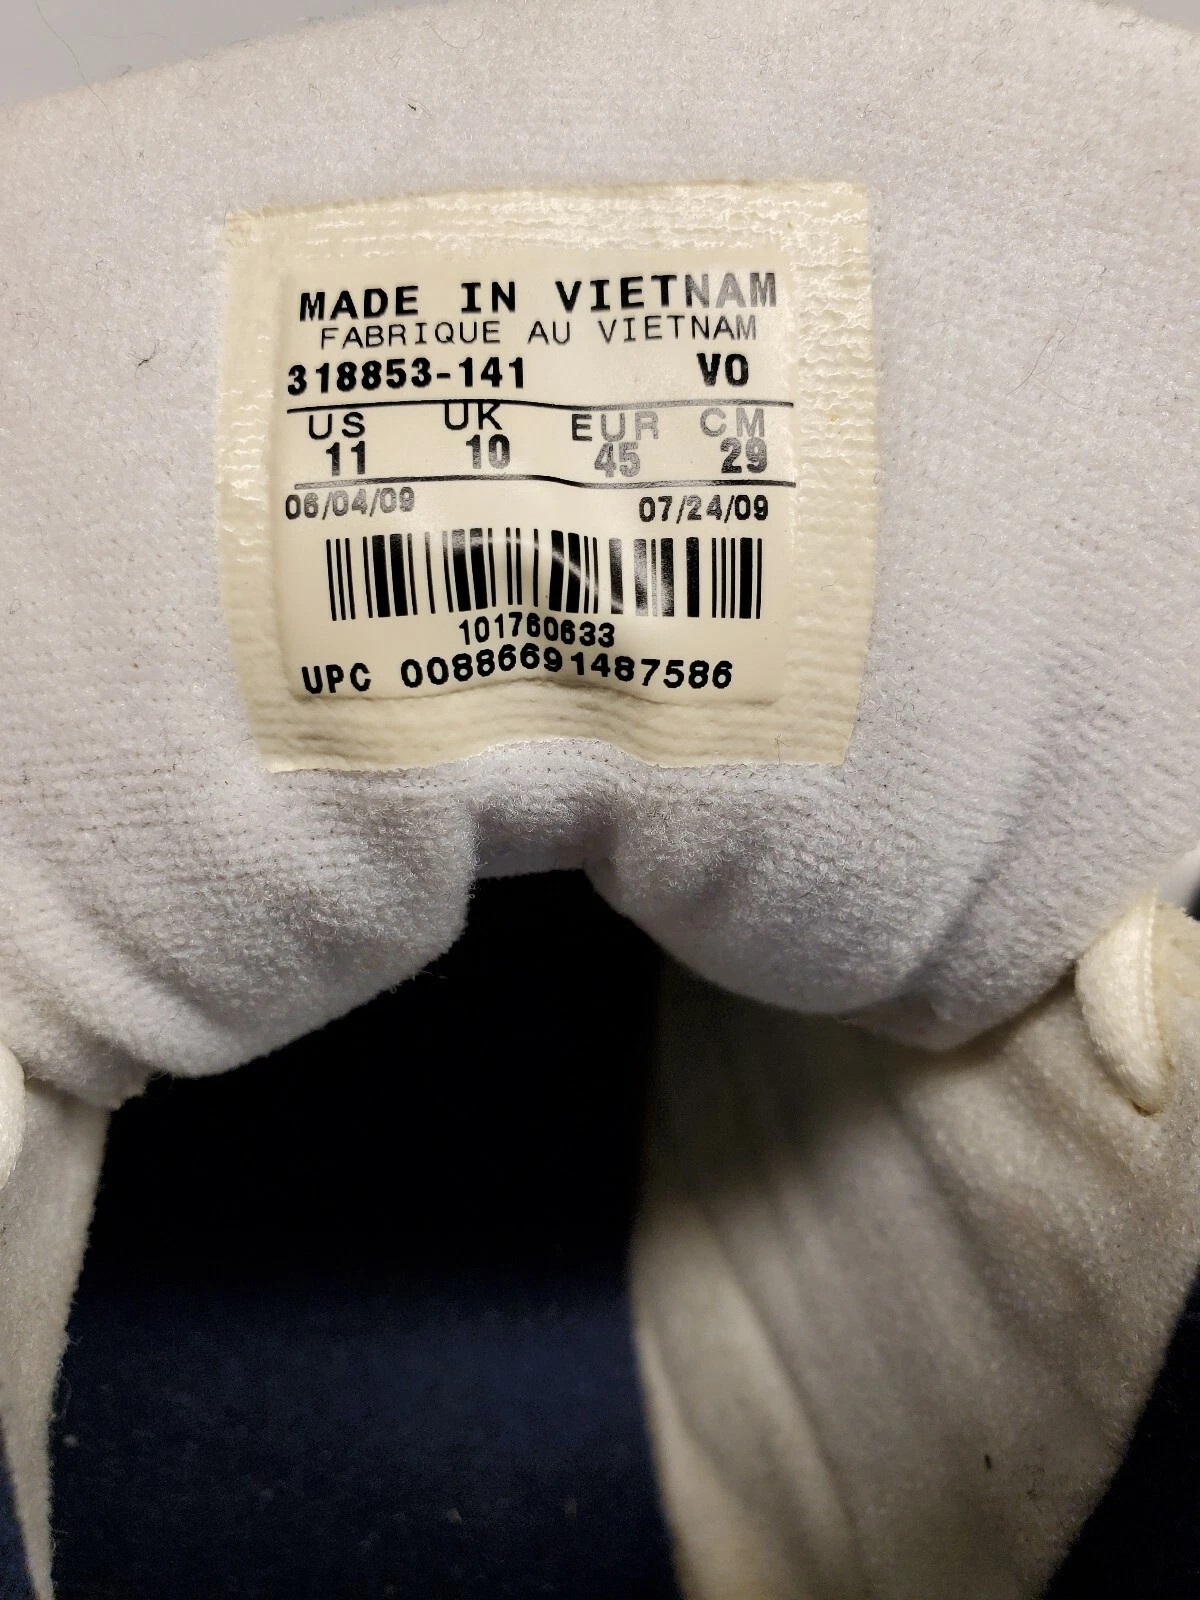 MADE IN VIETNAM
FABRIQUE AU VIETNAM
318853-141 VO
US UK EUR CM
11 10 45 29
06/04/09 07/24/09
101760633
UPC 00886691487586